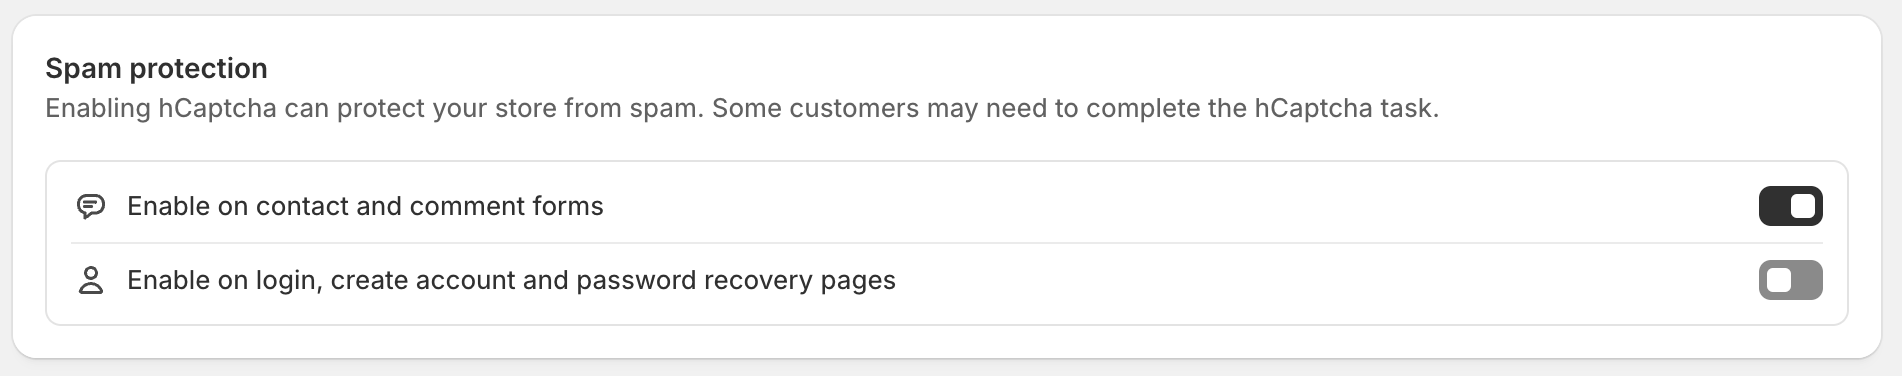 Spam protection
Enabling hCaptcha can protect your store from spam. Some customers may need to complete the hCaptcha task.
Enable on contact and comment forms
Enable on login, create account and password recovery pages